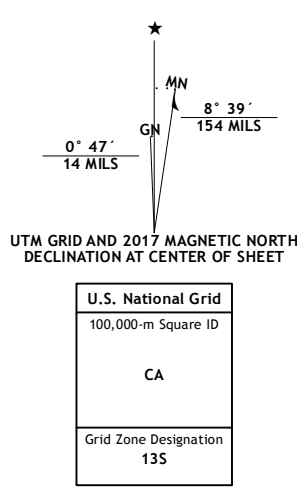 MN
8° 39´
154 MILS
GN
0° 47´
14 MILS
UTM GRID AND 2017 MAGNETIC NORTH
DECLINATION AT CENTER OF SHEET
U.S. National Grid
100,000-m Square ID
CA
Grid Zone Designation
13S